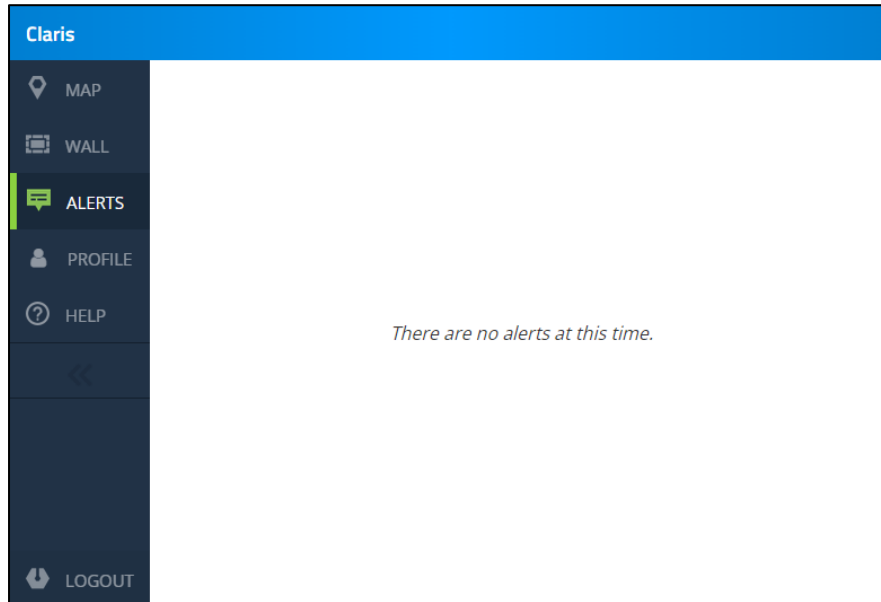 Claris
MAP
WALL
ALERTS
PROFILE
HELP
There are no alerts at this time.
LOGOUT